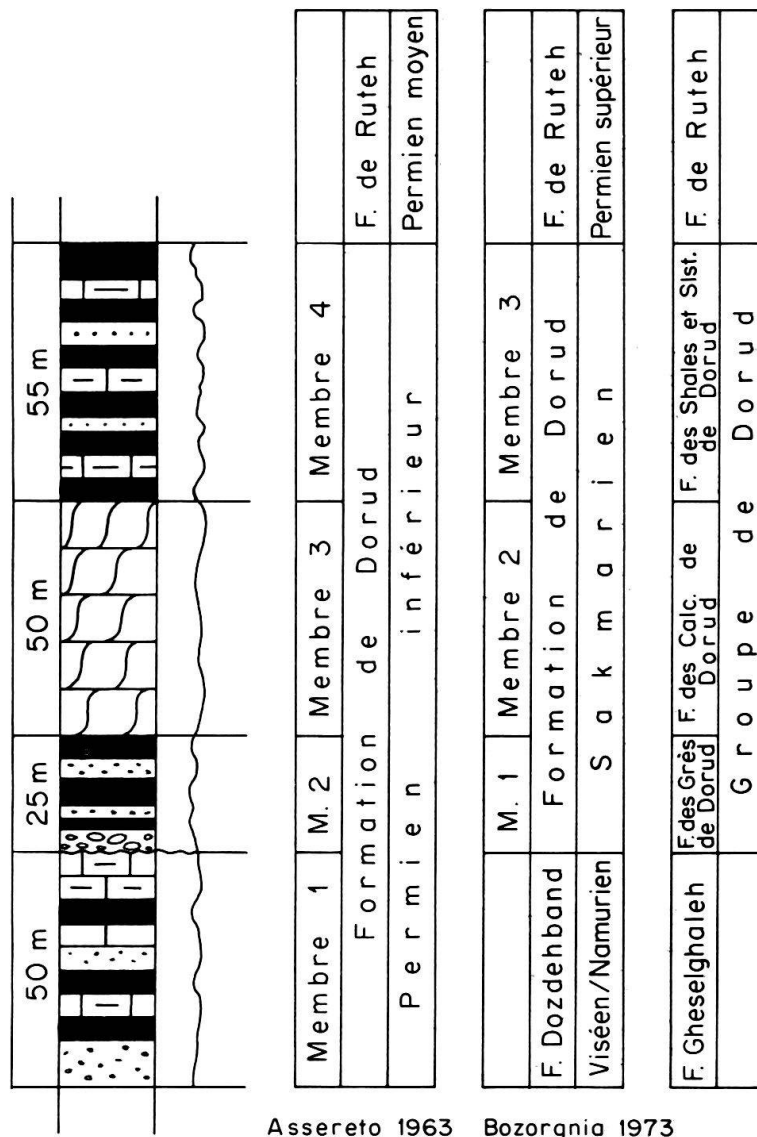 55 m
50 m
25 m
50 m
Membre 4
Membre 3
M. 2
Membre 1
F. de Ruteh
Formation de Dorud
Permien moyen
Permien inférieur
Assereto 1963
Membre 3
Membre 2
M. 1
F. de Ruteh
Formation de Dorud
F. Dozdehband
Permien supérieur
Sakmarien
Viséen/Namurien
Bozorgnia 1973
F. de Ruteh
F. des Shales et Slst.
de Dorud
F. des Calc. de
Dorud
F. des Grès
de Dorud
F. Gheselghaleh
Groupe de Dorud